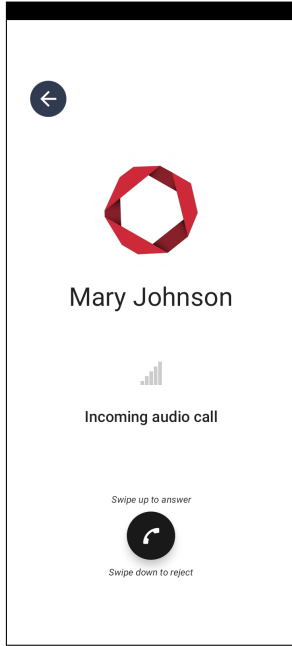 Mary Johnson
Incoming audio call
Swipe up to answer
Swipe down to reject